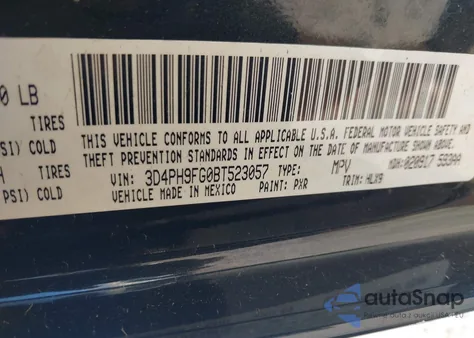 0 LB
TIRES
SI) COLD
TIRES
PSI) COLD
THIS VEHICLE CONFORMS TO ALL APPLICABLE U.S.A. FEDERAL MOTOR VEHICLE SAFETY AND
THEFT PREVENTION STANDARDS IN EFFECT ON THE DATE OF MANUFACTURE SHOWN ABOVE.
VIN: 3D4PH9FG0BT523057 TYPE: MPV MDH: 020917
VEHICLE MADE IN MEXICO PAINT: PXR TRIM: HLX9
autoSnap